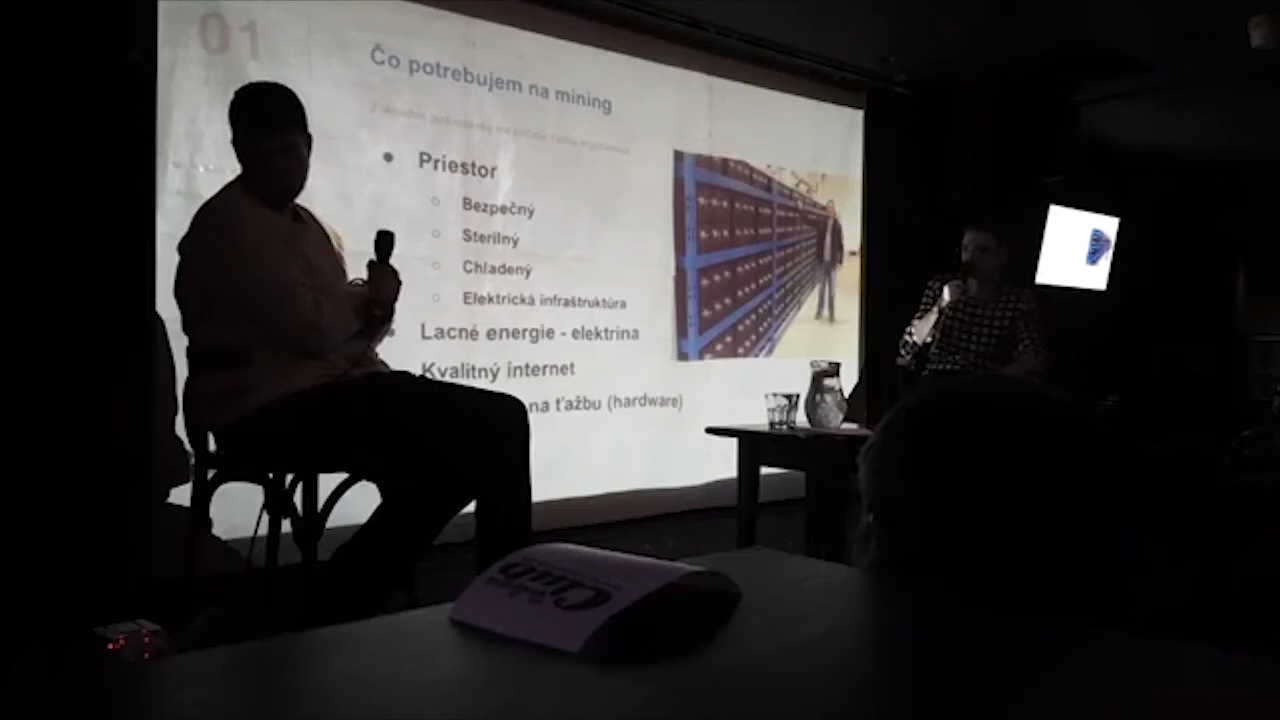 01
Čo potrebujem na mining
Priestor
Bezpečný
Sterilný
Chladený
Elektrická infraštruktúra
Lacné energie - elektrina
Kvalitný internet
na ťažbu (hardware)
Club